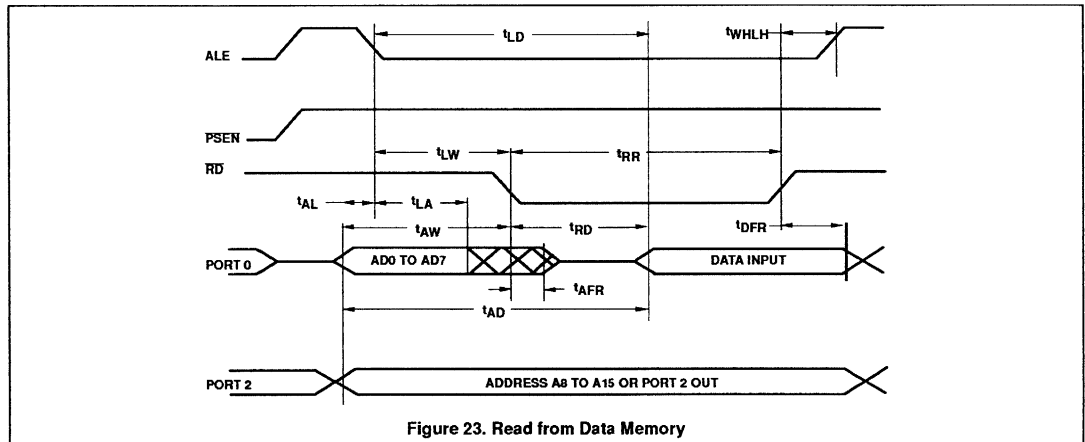 tLD
tWHLH
ALE
PSEN
tLW
tRR
RD
tAL
tLA
tAW
tRD
tDFR
PORT 0
AD0 TO AD7
DATA INPUT
tAFR
tAD
PORT 2
ADDRESS A8 TO A15 OR PORT 2 OUT
Figure 23. Read from Data Memory